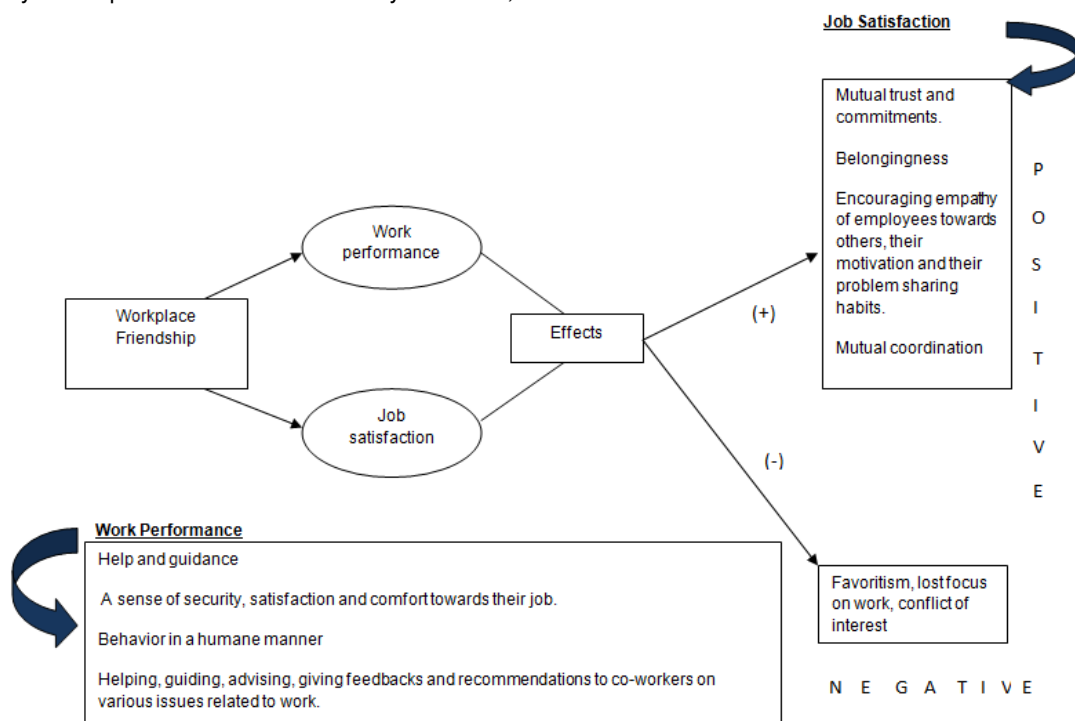 Job Satisfaction
Mutual trust and
commitments.
Belongingness
Encouraging empathy
of employees towards
others, their
motivation and their
problem sharing
habits.
Mutual coordination
P
O
S
I
T
I
V
E
Work
performance
Workplace
Friendship
Effects
(+)
Job
satisfaction
(-)
Work Performance
Help and guidance
A sense of security, satisfaction and comfort towards their job.
Behavior in a humane manner
Helping, guiding, advising, giving feedbacks and recommendations to co-workers on
various issues related to work.
Favoritism, lost focus
on work, conflict of
interest
N E G A T I V E